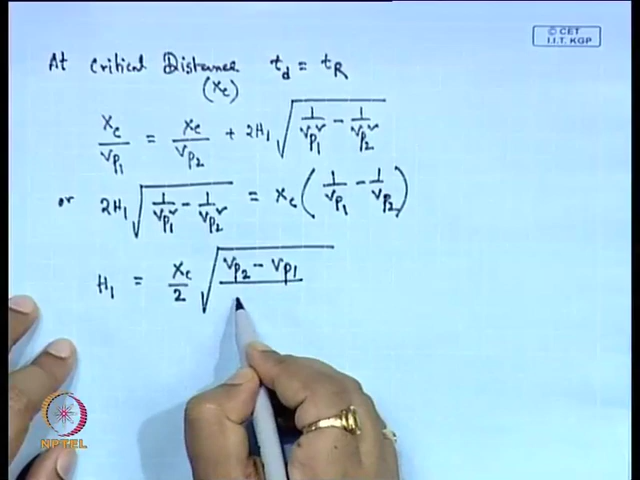 © CET
I.I.T. KGP
At Critical Distance t_d = t_R
(x_c)
x_c / V_p1 = x_c / V_p2 + 2H_1 √(1/V_p1² − 1/V_p2²)
or 2H_1 √(1/V_p1² − 1/V_p2²) = x_c (1/V_p1 − 1/V_p2)
H_1 = x_c / 2 √(V_p2 − V_p1
NPTEL